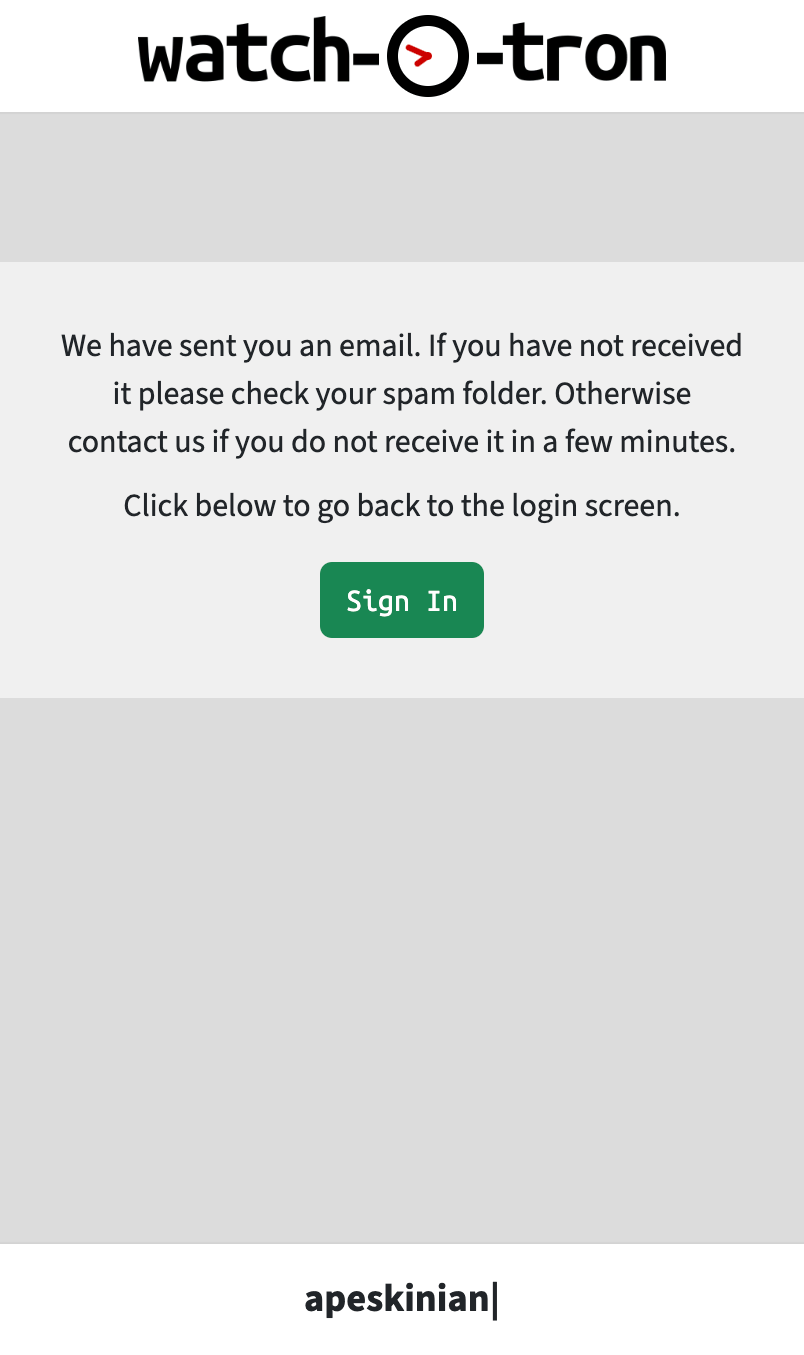 watch-O-tron
We have sent you an email. If you have not received
it please check your spam folder. Otherwise
contact us if you do not receive it in a few minutes.
Click below to go back to the login screen.
Sign In
apeskinian|